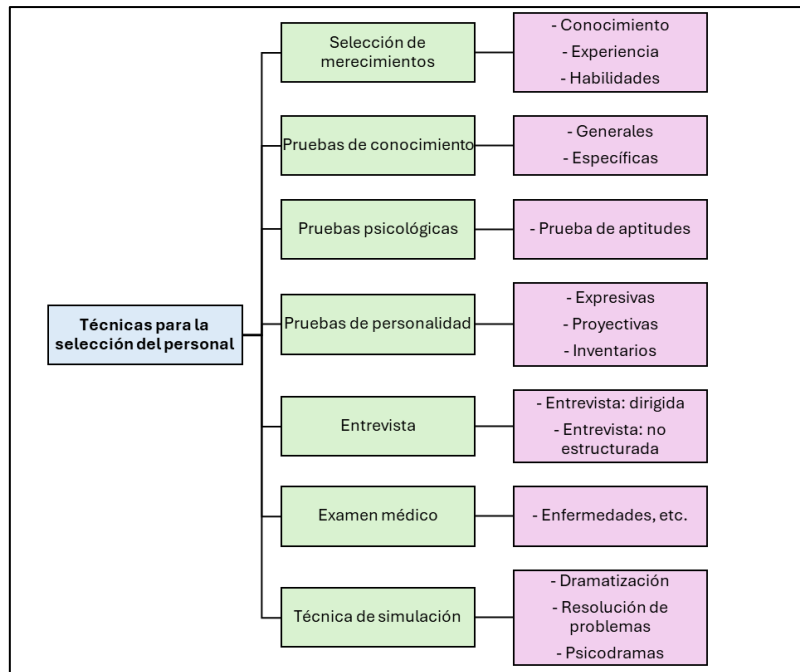 Técnicas para la
selección del personal
Selección de
merecimientos
- Conocimiento
- Experiencia
- Habilidades
Pruebas de conocimiento
- Generales
- Específicas
Pruebas psicológicas
- Prueba de aptitudes
Pruebas de personalidad
- Expresivas
- Proyectivas
- Inventarios
Entrevista
- Entrevista: dirigida
- Entrevista: no
estructurada
Examen médico
- Enfermedades, etc.
Técnica de simulación
- Dramatización
- Resolución de
problemas
- Psicodramas